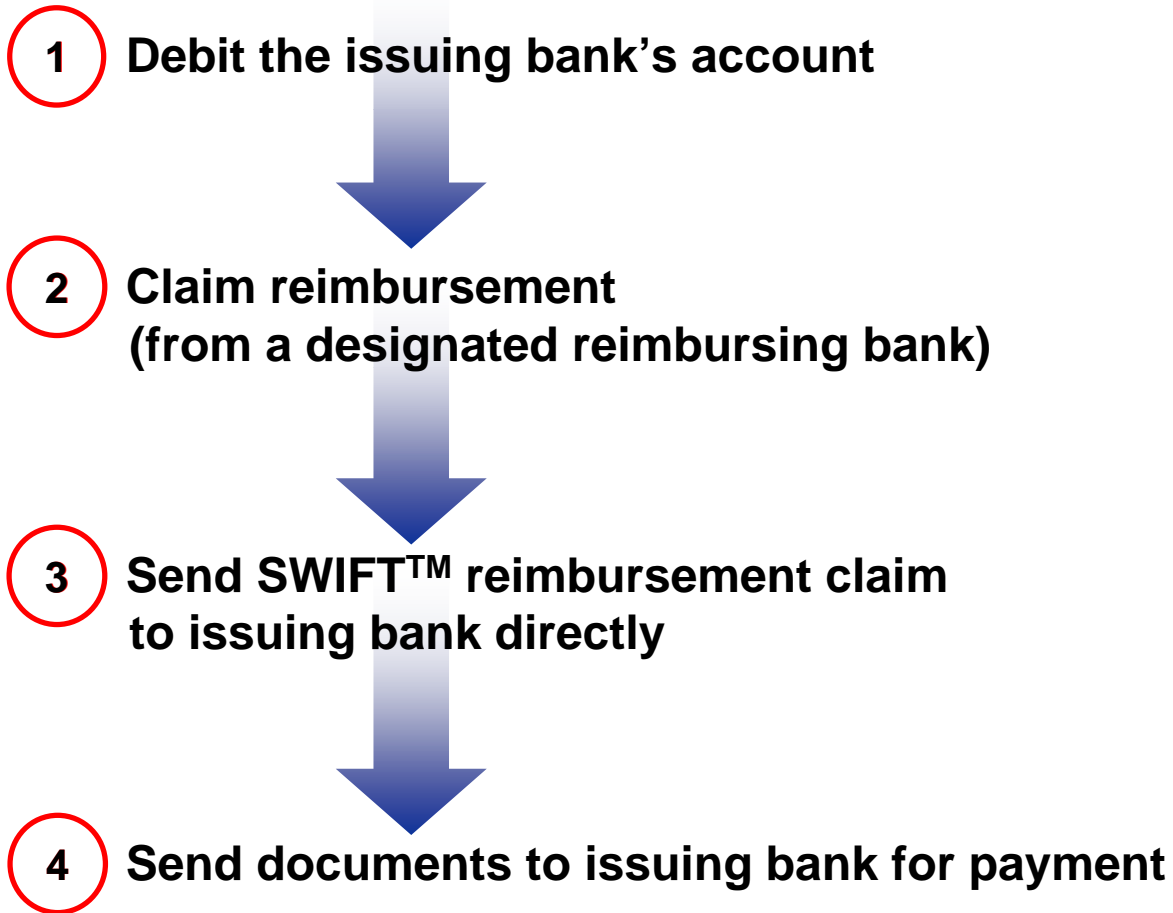 1 Debit the issuing bank’s account
2 Claim reimbursement
(from a designated reimbursing bank)
3 Send SWIFT™ reimbursement claim
to issuing bank directly
4 Send documents to issuing bank for payment